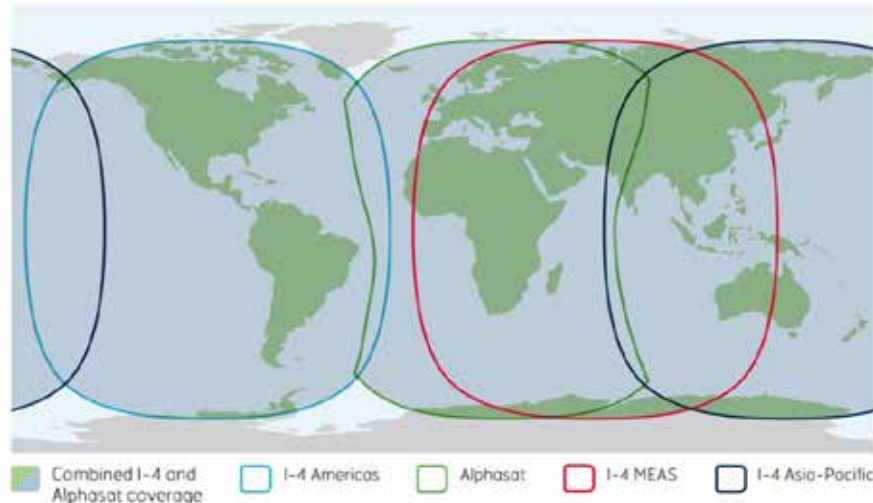 Combined I-4 and
Alphasat coverage
I-4 Americas
Alphasat
I-4 MEAS
I-4 Asia-Pacific